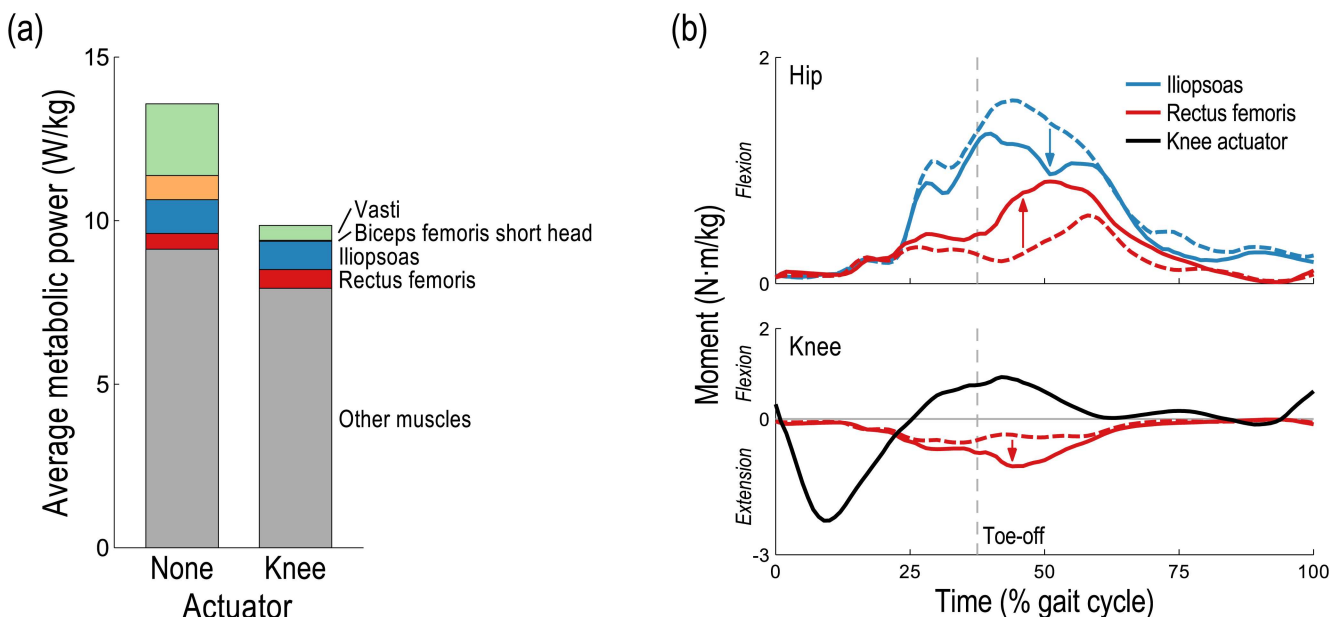 (a)
Average metabolic power (W/kg)
15
10
5
0
Vasti
Biceps femoris short head
Iliopsoas
Rectus femoris
Other muscles
None
Knee
Actuator
(b)
Moment (N·m/kg)
2
Hip
Iliopsoas
Rectus femoris
Knee actuator
Flexion
0
2
Knee
Flexion
0
Extension
Toe-off
-3
0
25
50
75
100
Time (% gait cycle)